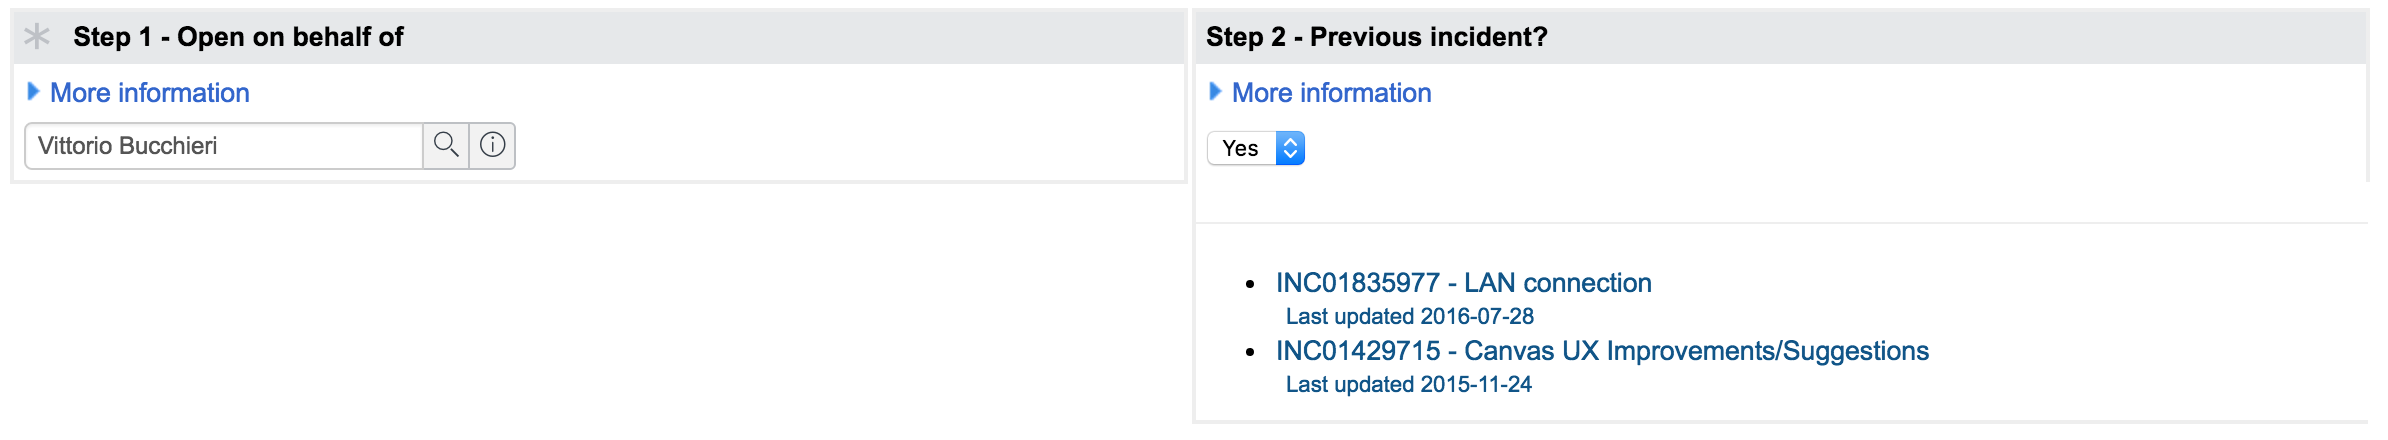 Step 1 - Open on behalf of
More information
Vittorio Bucchieri
Step 2 - Previous incident?
More information
Yes
INC01835977 - LAN connection
Last updated 2016-07-28
INC01429715 - Canvas UX Improvements/Suggestions
Last updated 2015-11-24